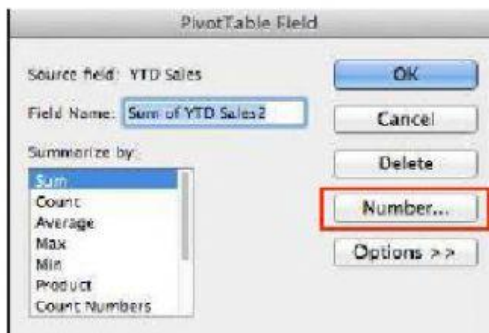 PivotTable Field
Source field: YTD Sales
OK
Field Name: Sum of YTD Sales2
Cancel
Summarize by:
Delete
Sum
Count
Average
Max
Min
Product
Count Numbers
Number...
Options >>